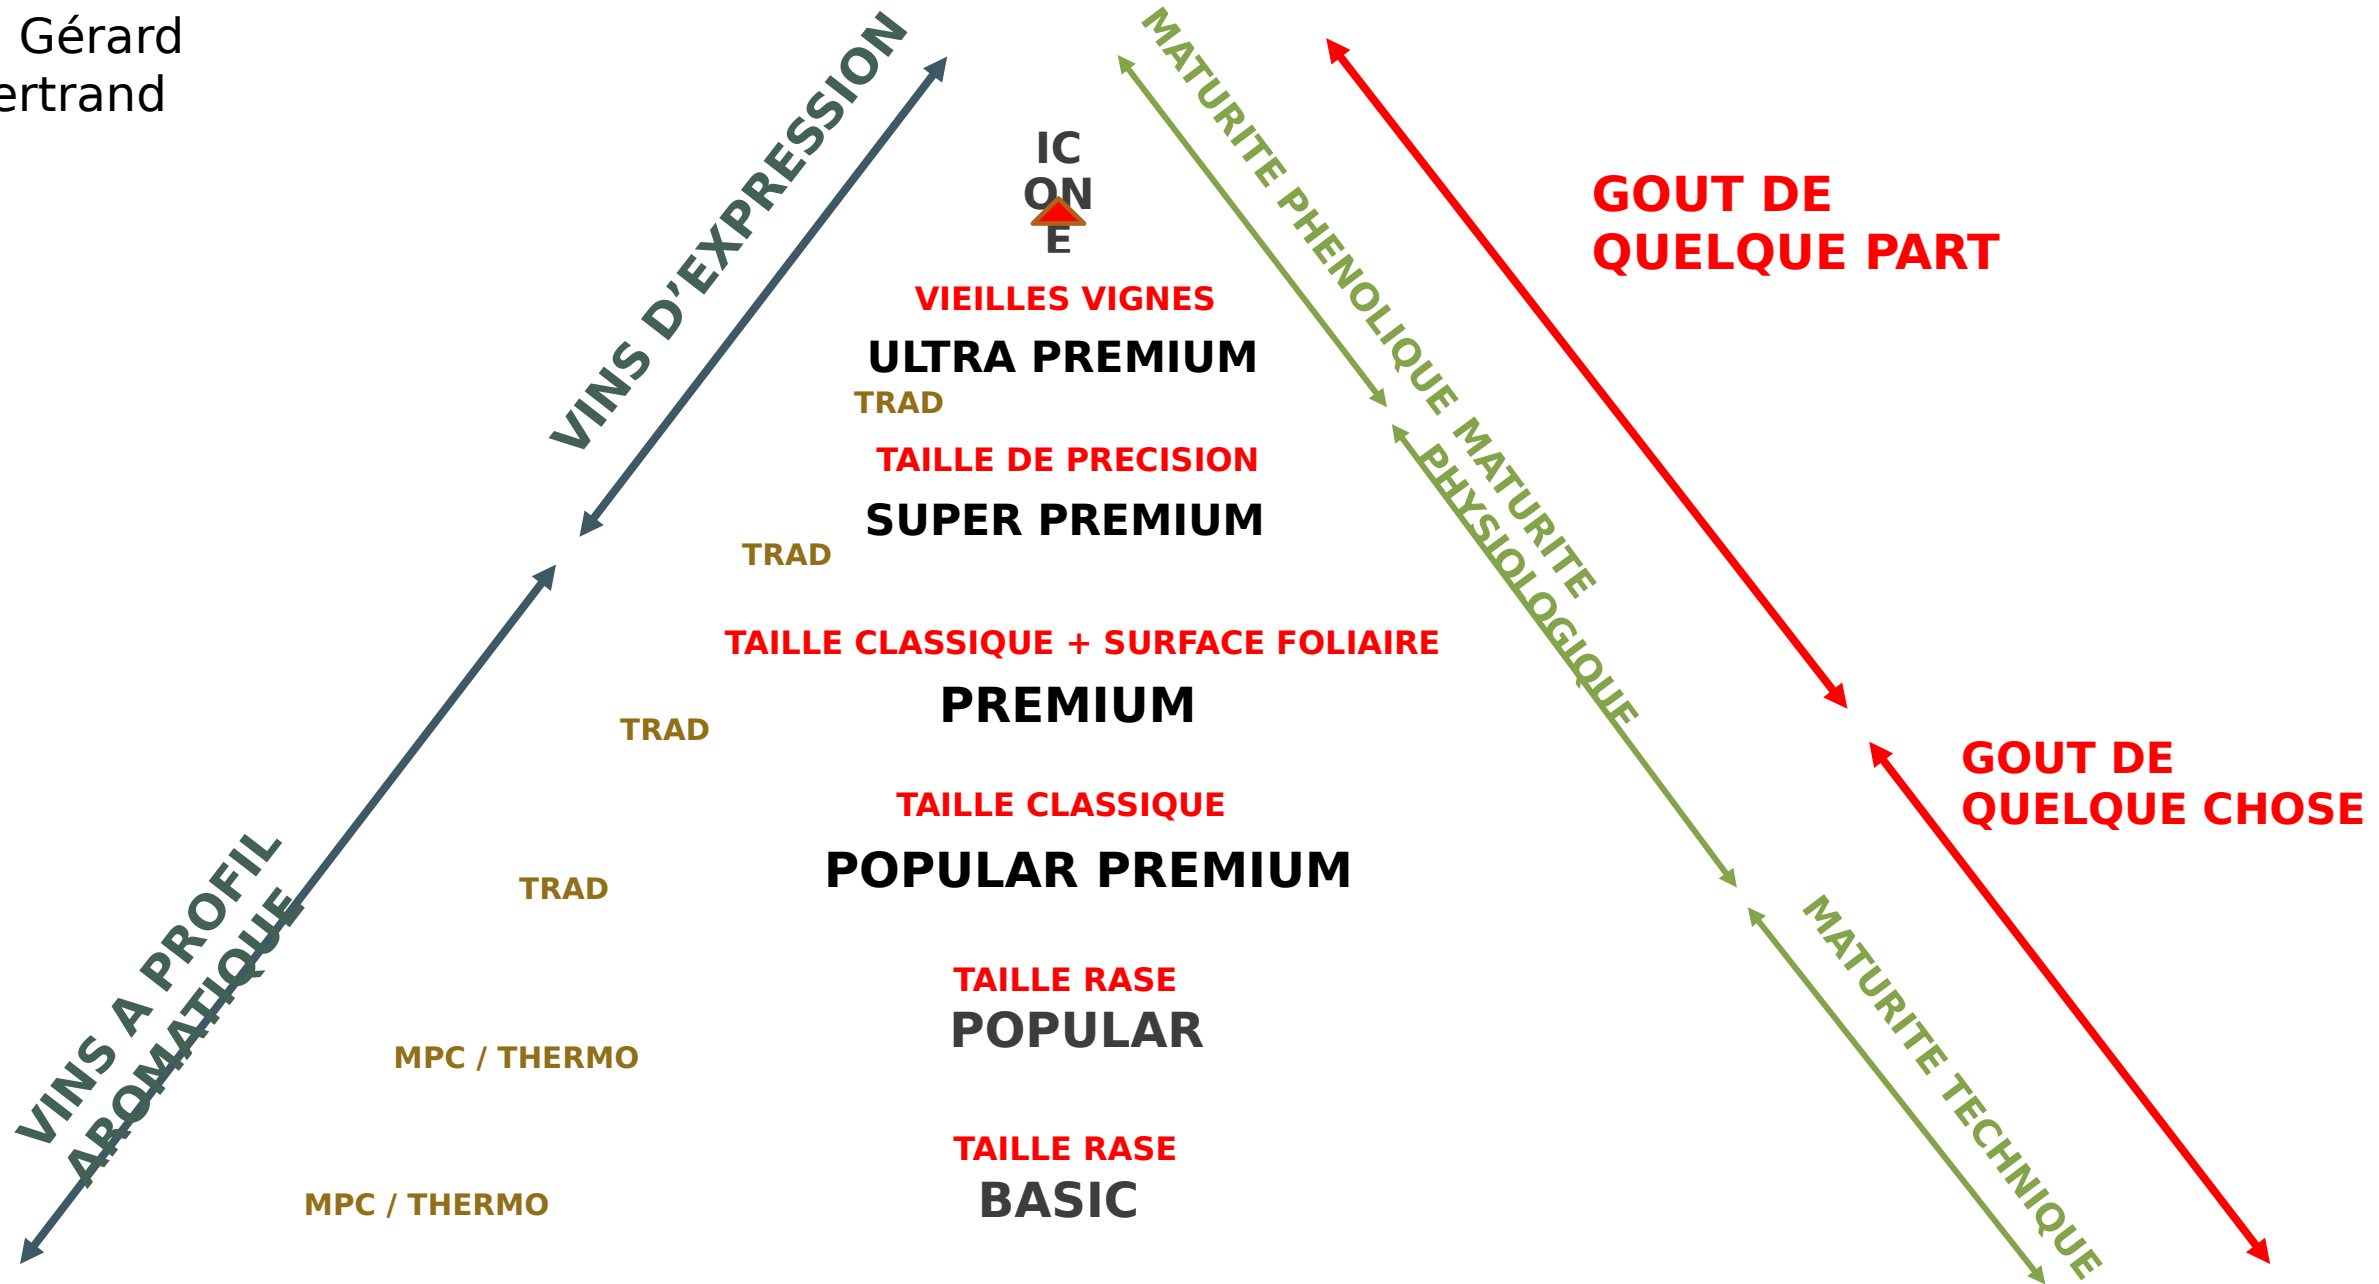 Gérard
ertrand
VINS D’EXPRESSION
MATURITE PHENOLIQUE
IC
ON
E
GOUT DE
QUELQUE PART
VIEILLES VIGNES
ULTRA PREMIUM
TRAD
TAILLE DE PRECISION
SUPER PREMIUM
TRAD
MATURITE
PHYSIOLOGIQUE
TAILLE CLASSIQUE + SURFACE FOLIAIRE
PREMIUM
TRAD
GOUT DE
QUELQUE CHOSE
TAILLE CLASSIQUE
POPULAR PREMIUM
TRAD
VINS A PROFIL
AROMATIQUE
MATURITE TECHNIQUE
TAILLE RASE
POPULAR
MPC / THERMO
TAILLE RASE
BASIC
MPC / THERMO